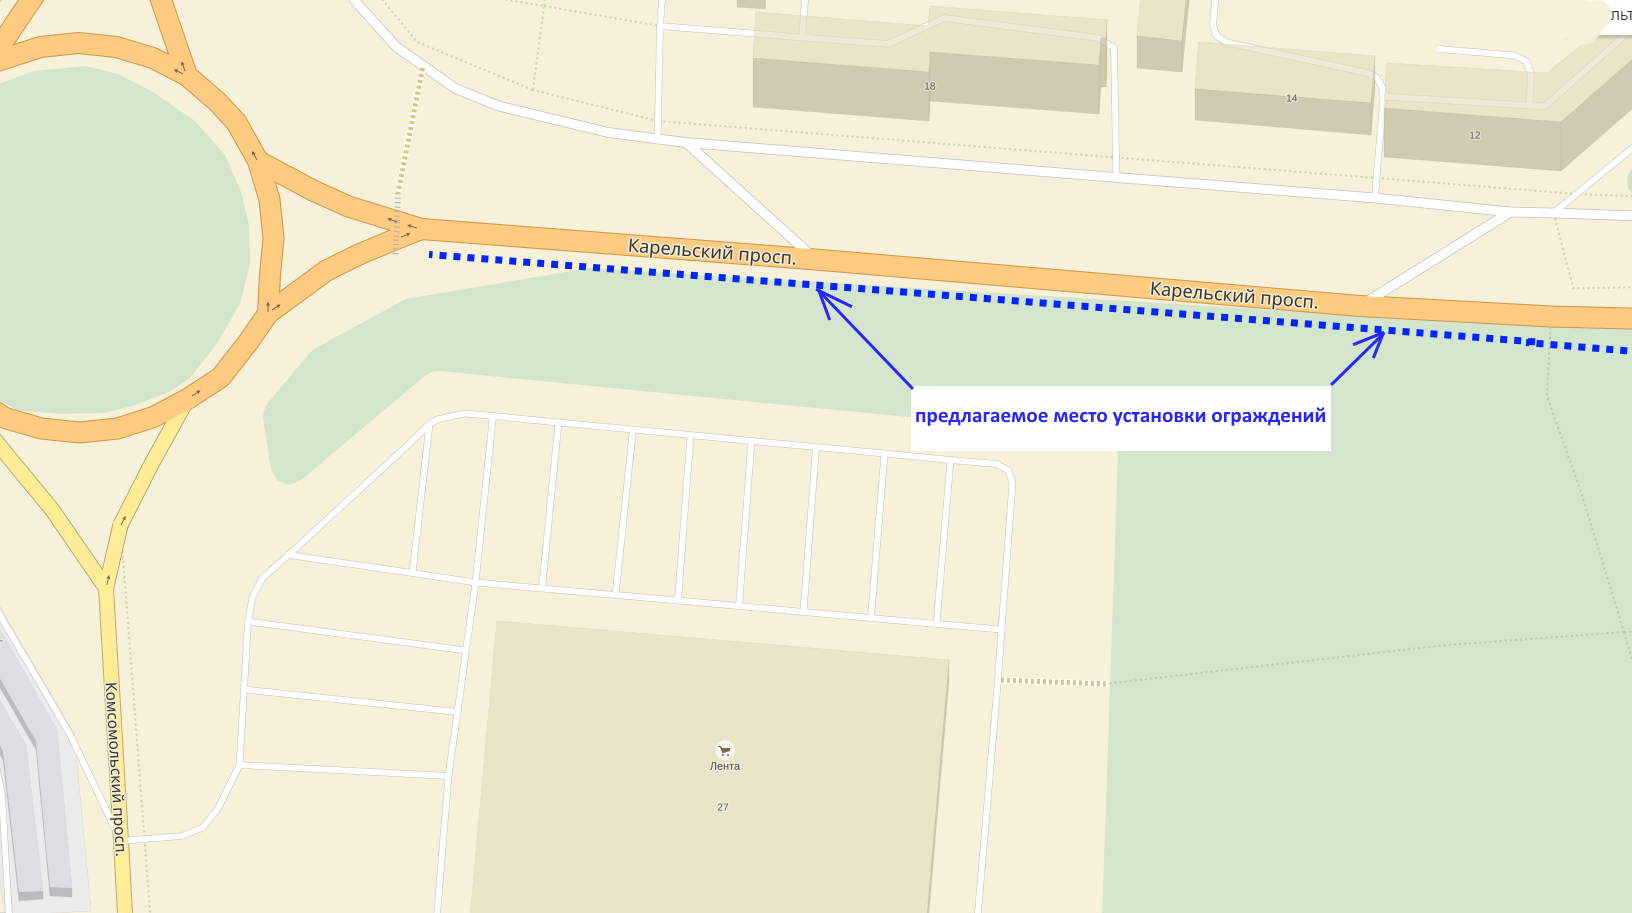 18
14
12
Карельский просп.
Карельский просп.
предлагаемое место установки ограждений
Комсомольский просп.
Лента
27